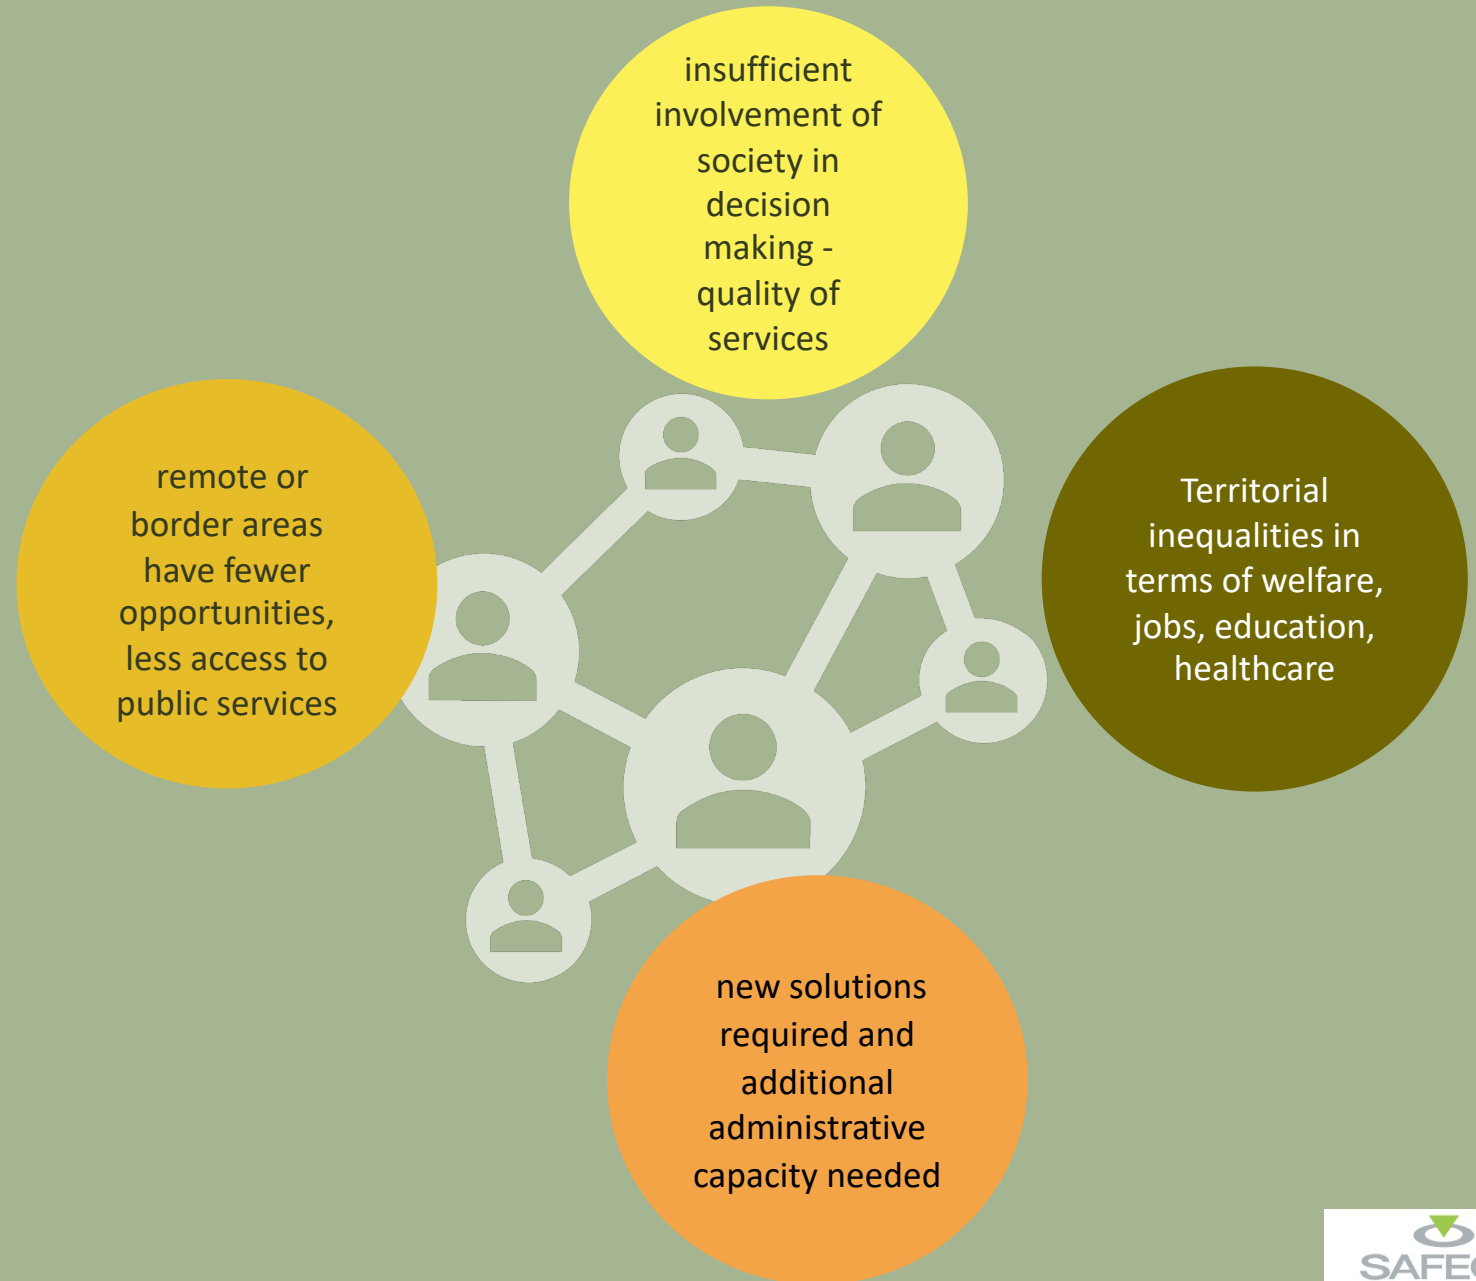 insufficient
involvement of
society in
decision
making -
quality of
services
remote or
border areas
have fewer
opportunities,
less access to
public services
Territorial
inequalities in
terms of welfare,
jobs, education,
healthcare
new solutions
required and
additional
administrative
capacity needed